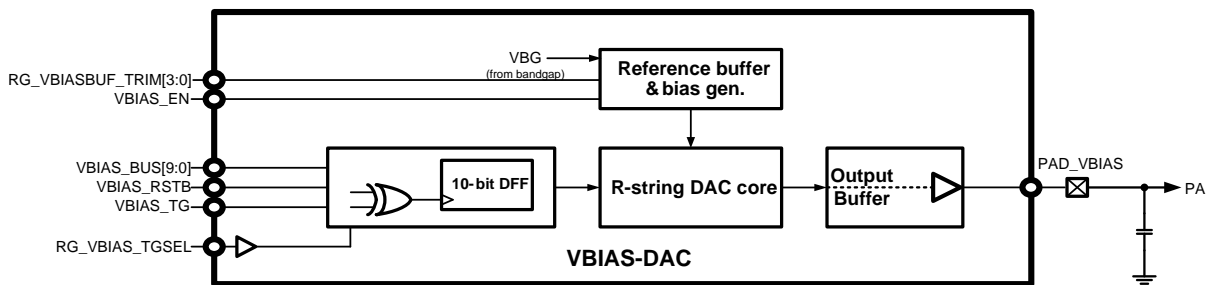 VBG
(from bandgap)
Reference buffer
& bias gen.
RG_VBIASBUF_TRIM[3:0]
VBIAS_EN
VBIAS_BUS[9:0]
VBIAS_RSTB
VBIAS_TG
RG_VBIAS_TGSEL
10-bit DFF
R-string DAC core
Output
Buffer
PAD_VBIAS
PA
VBIAS-DAC